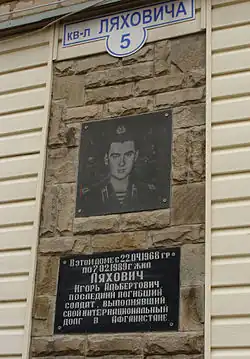 кв-л ЛЯХОВИЧА
5
В ЭТОМ ДОМЕ С 22.04.1968 г.
ПО 7.02.1989 г. ЖИЛ
ЛЯХОВИЧ
ИГОРЬ АЛЬБЕРТОВИЧ,
ПОСЛЕДНИЙ ПОГИБШИЙ
СОЛДАТ, ВЫПОЛНЯВШИЙ
СВОЙ ИНТЕРНАЦИОНАЛЬНЫЙ
ДОЛГ В АФГАНИСТАНЕ